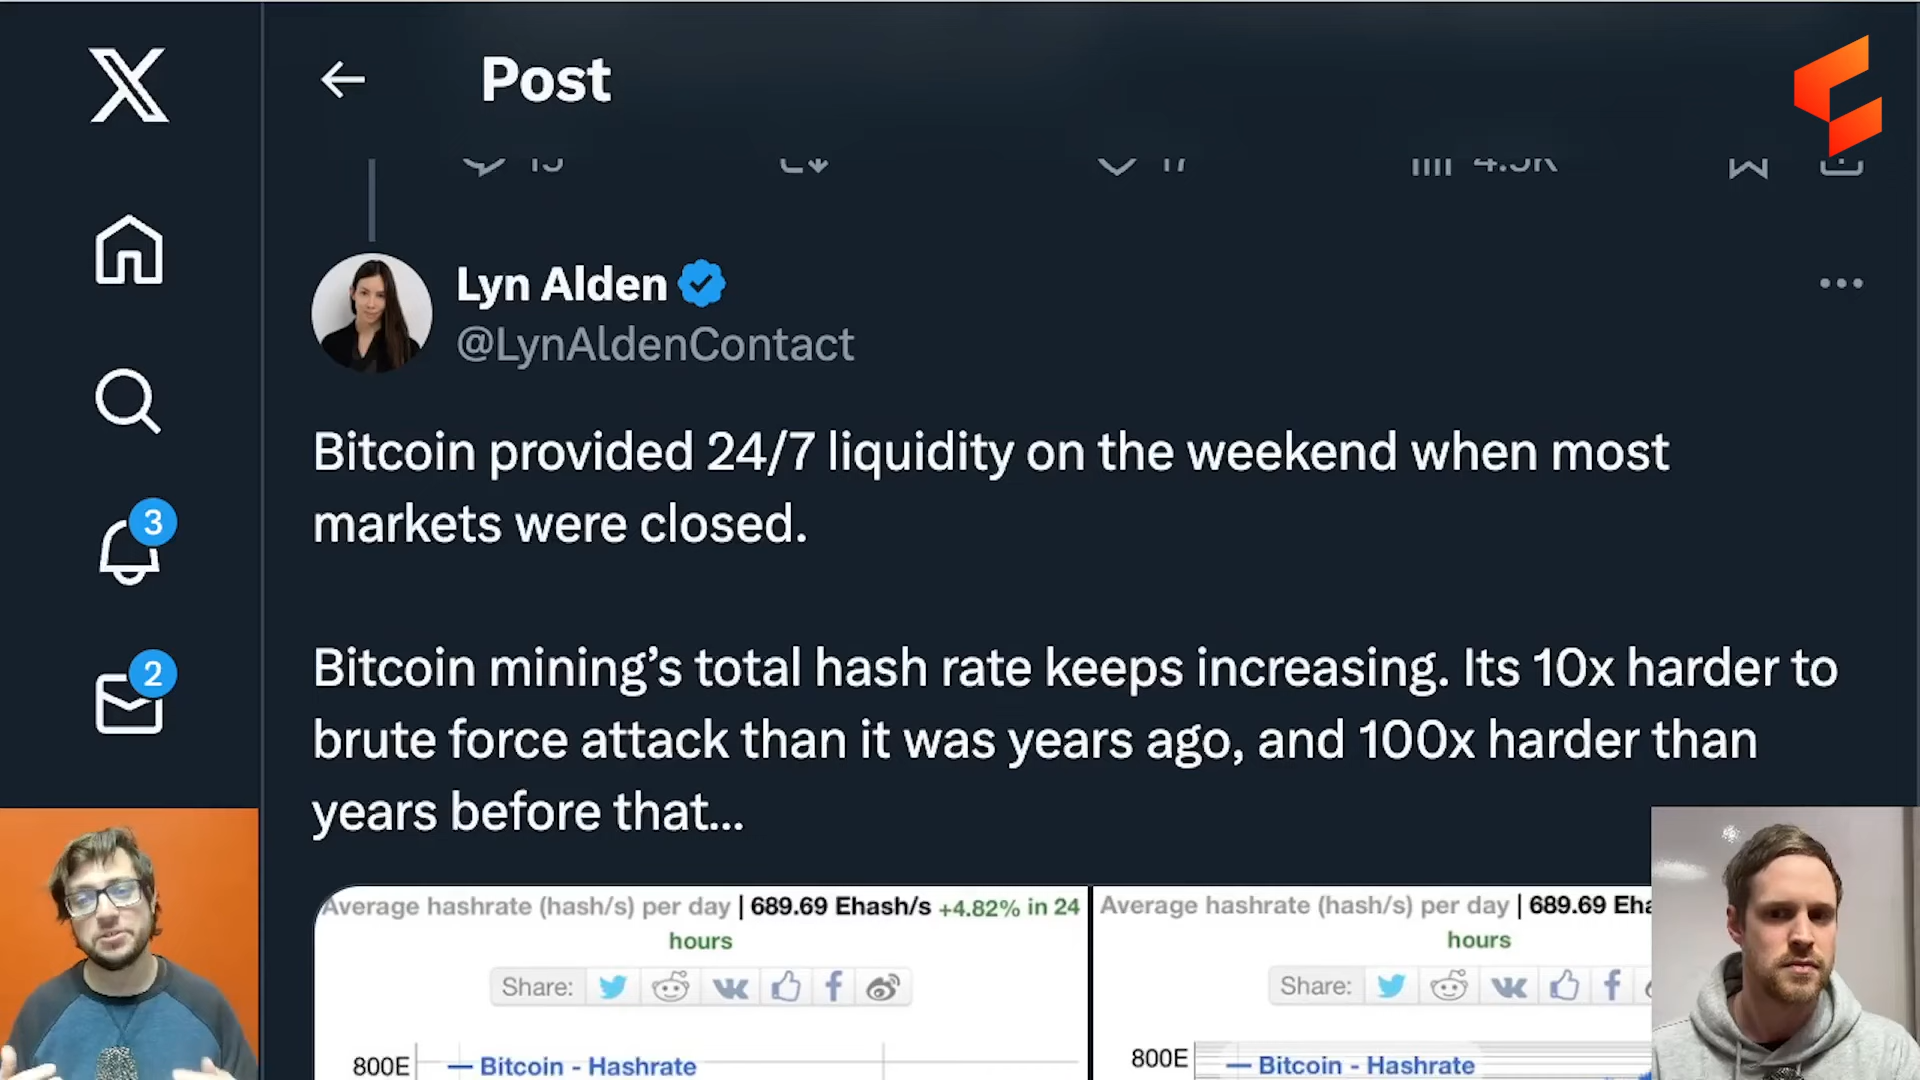 Post
Lyn Alden
@LynAldenContact
Bitcoin provided 24/7 liquidity on the weekend when most
markets were closed.
Bitcoin mining’s total hash rate keeps increasing. Its 10x harder to
brute force attack than it was years ago, and 100x harder than
years before that...
3
2
Average hashrate (hash/s) per day | 689.69 Ehash/s +4.82% in 24
hours
Share:
800E
Bitcoin - Hashrate
Average hashrate (hash/s) per day | 689.69 Eha
hours
Share:
800E
Bitcoin - Hashrate